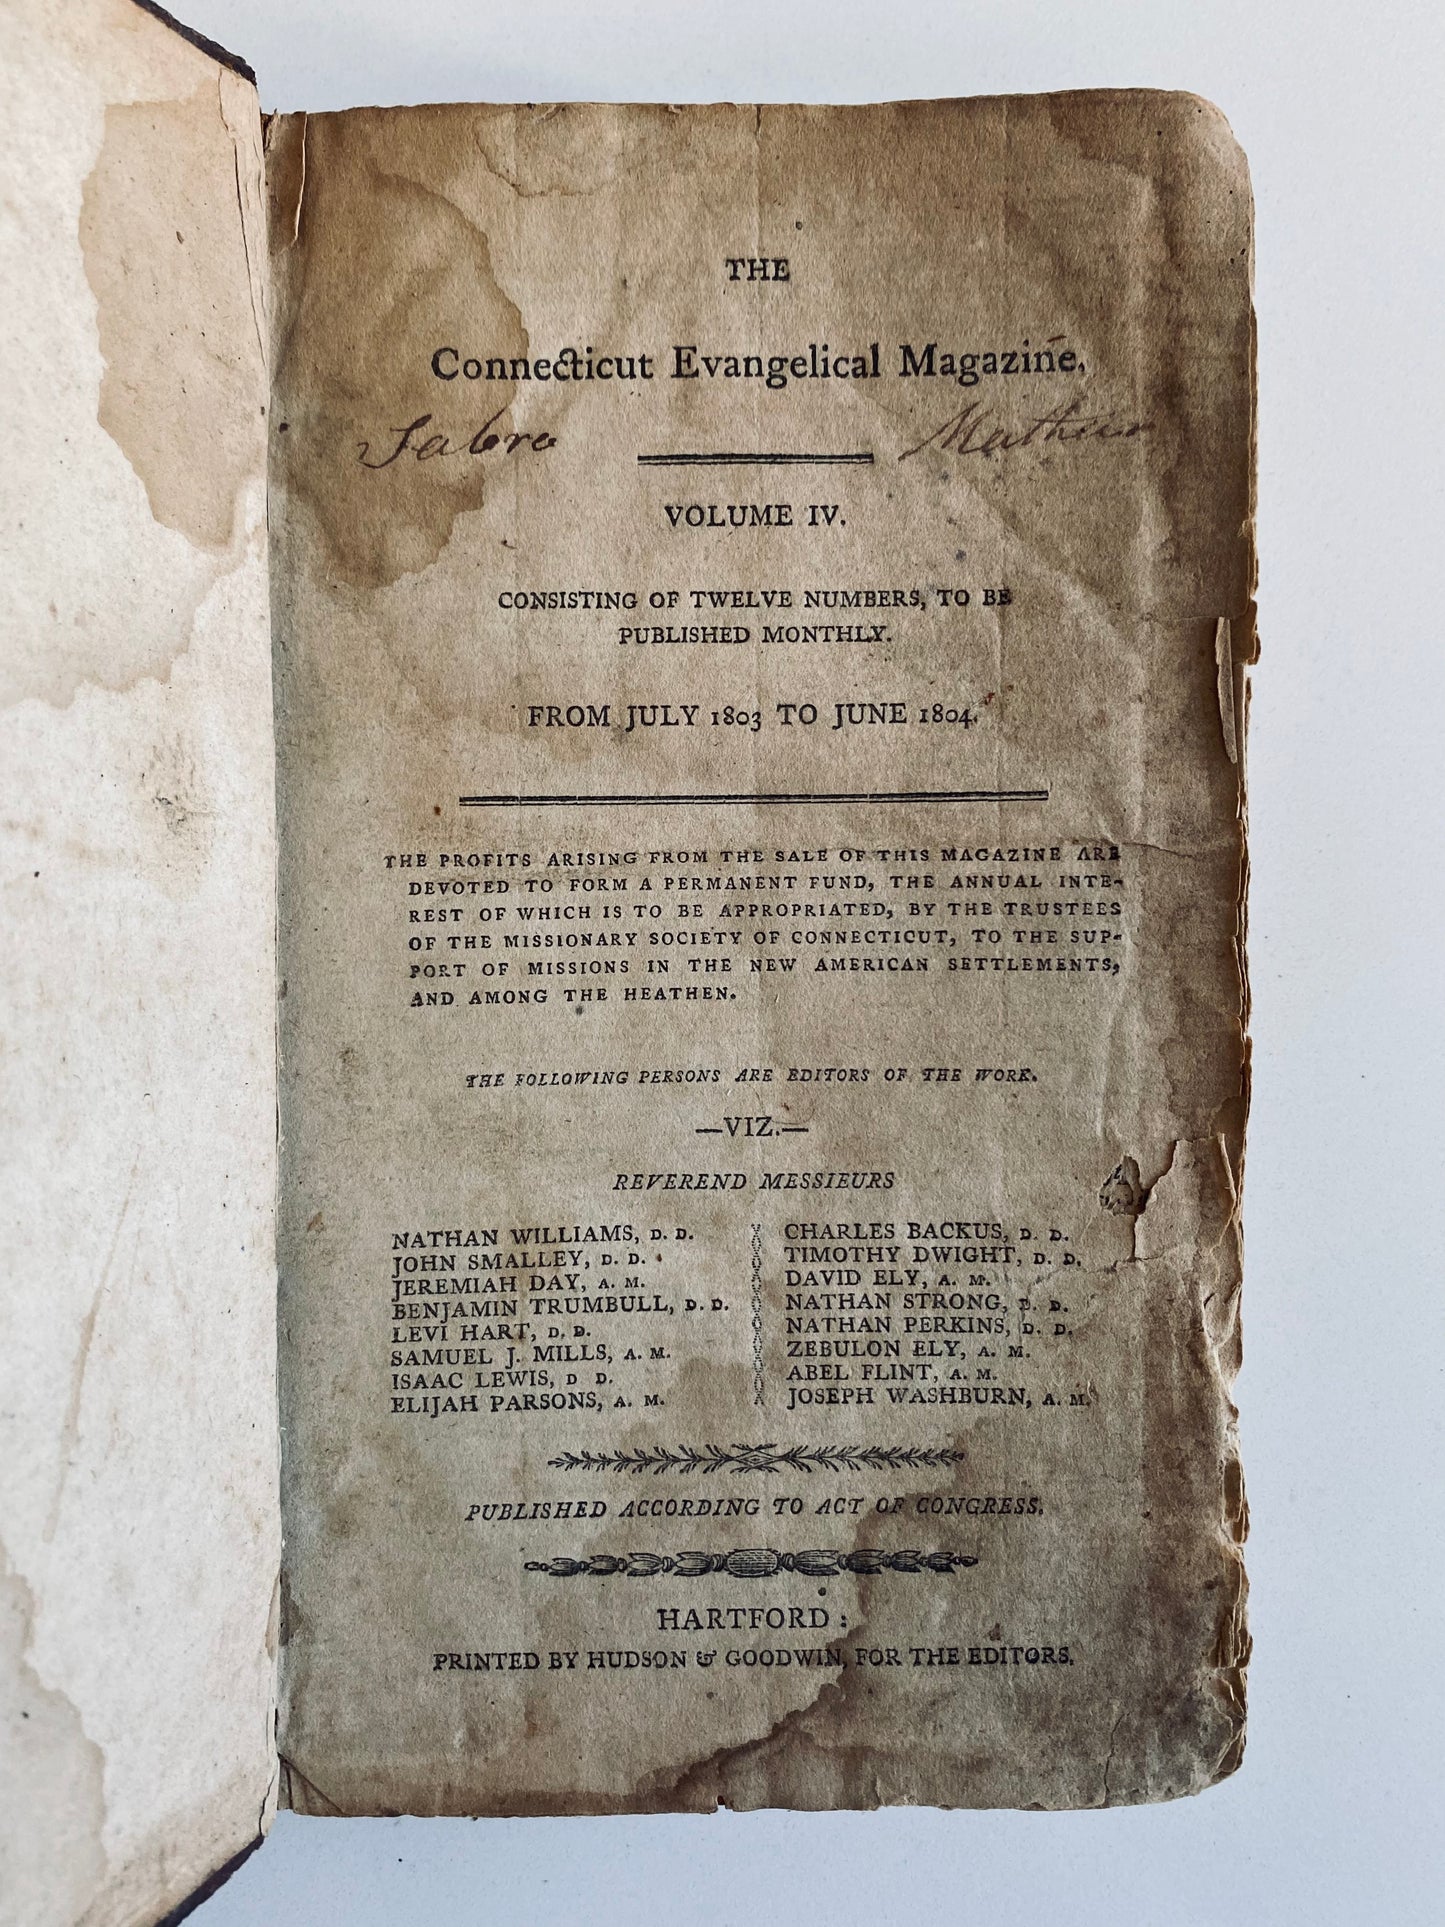 THE
Connecticut Evangelical Magazine.
Sabra
VOLUME IV.
CONSISTING OF TWELVE NUMBERS, TO BE
PUBLISHED MONTHLY.
FROM JULY 1803 TO JUNE 1804.
THE PROFITS ARISING FROM THE SALE OF THIS MAGAZINE ARE
DEVOTED TO FORM A PERMANENT FUND, THE ANNUAL INTE-
REST OF WHICH IS TO BE APPROPRIATED, BY THE TRUSTEES
OF THE MISSIONARY SOCIETY OF CONNECTICUT, TO THE SUP-
PORT OF MISSIONS IN THE NEW AMERICAN SETTLEMENTS,
AND AMONG THE HEATHEN.
THE FOLLOWING PERSONS ARE EDITORS OF THE WORK.
—VIZ.—
REVEREND MESSIEURS
NATHAN WILLIAMS, D. D.
JOHN SMALLEY, D. D.
JEREMIAH DAY, A. M.
BENJAMIN TRUMBULL, D. D.
LEVI HART, D. D.
SAMUEL J. MILLS, A. M.
ISAAC LEWIS, D D.
ELIJAH PARSONS, A. M.
CHARLES BACKUS, D. D.
TIMOTHY DWIGHT, D. D.
DAVID ELY, A. M.
NATHAN STRONG, D. D.
NATHAN PERKINS, D. D.
ZEBULON ELY, A. M.
ABEL FLINT, A. M.
JOSEPH WASHBURN, A. M.
PUBLISHED ACCORDING TO ACT OF CONGRESS.
HARTFORD:
PRINTED BY HUDSON & GOODWIN, FOR THE EDITORS.